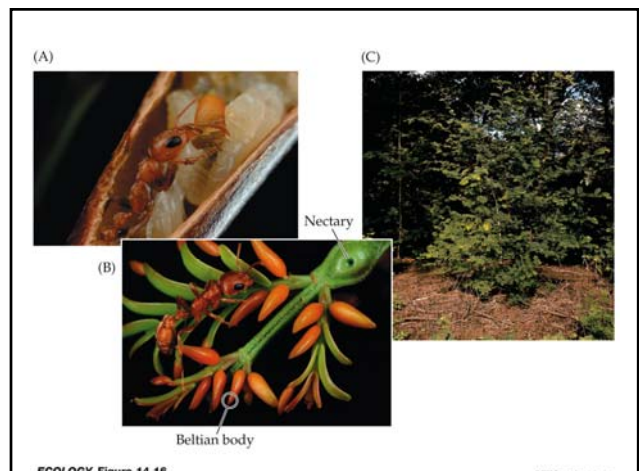 (A)
(C)
Nectary
(B)
Beltian body
ECOLOGY, Figure 14.16